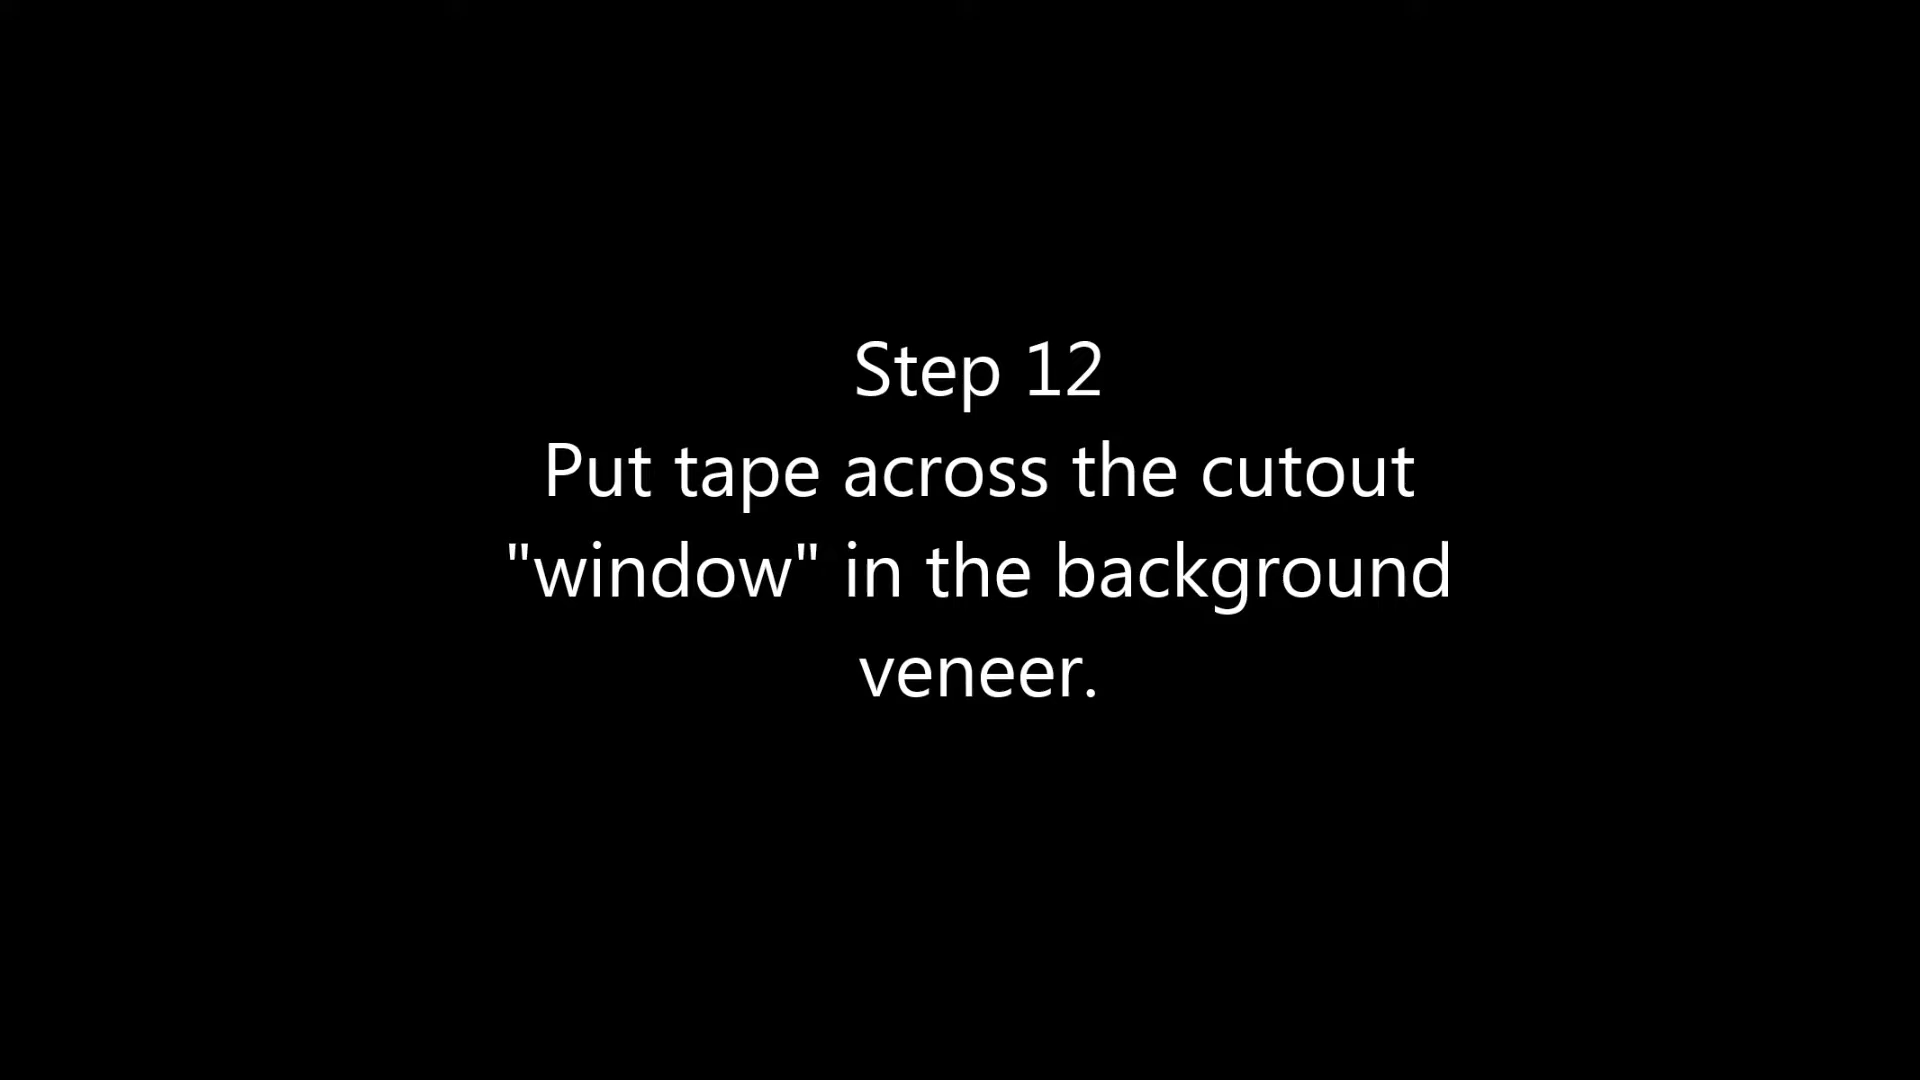 Step 12
Put tape across the cutout
"window" in the background
veneer.